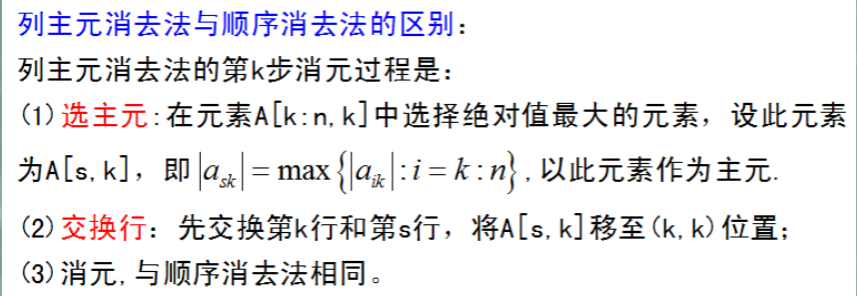 列主元消去法与顺序消去法的区别:
列主元消去法的第k步消元过程是:
(1)选主元:在元素A[k:n,k]中选择绝对值最大的元素，设此元素
为A[s,k]，即|a_{sk}|=max{|a_{ik}|:i=k:n},以此元素作为主元.
(2)交换行：先交换第k行和第s行，将A[s,k]移至(k,k)位置;
(3)消元,与顺序消去法相同。